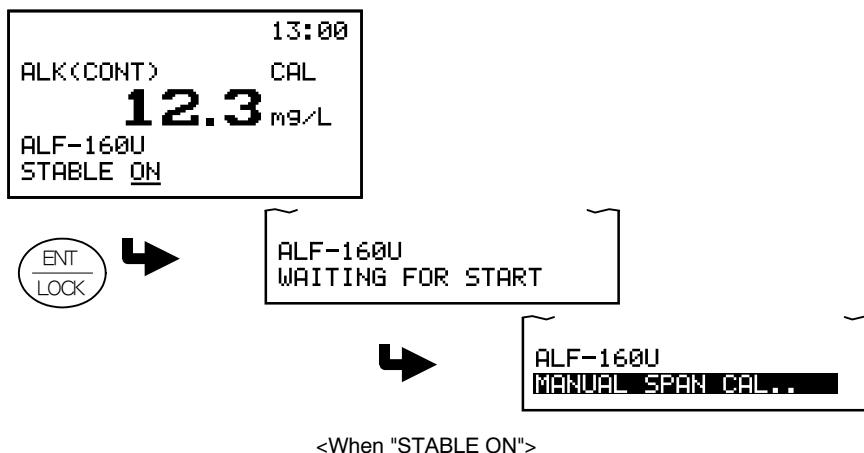 13:00
ALK(CONT) CAL
12.3 mg/L
ALF-160U
STABLE ON
ENT
LOCK
ALF-160U
WAITING FOR START
ALF-160U
MANUAL SPAN CAL..
<When "STABLE ON">